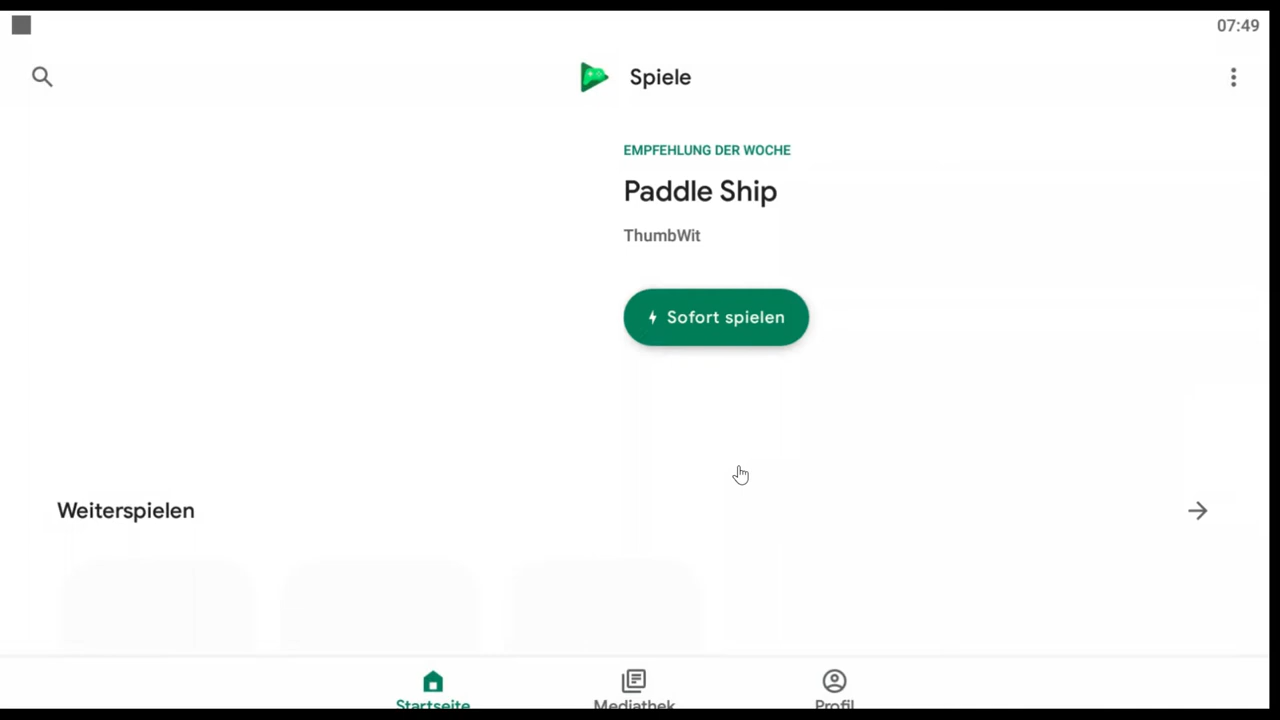 07:49
Spiele
EMPFEHLUNG DER WOCHE
Paddle Ship
ThumbWit
Sofort spielen
Weiterspielen
Startseite
Mediathek
Profil